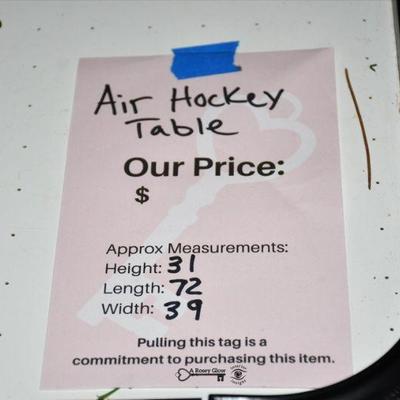 Air Hockey
Table
Our Price:
$
Approx Measurements:
Height: 31
Length: 72
Width: 39
Pulling this tag is a
commitment to purchasing this item.
A Rosey Glow